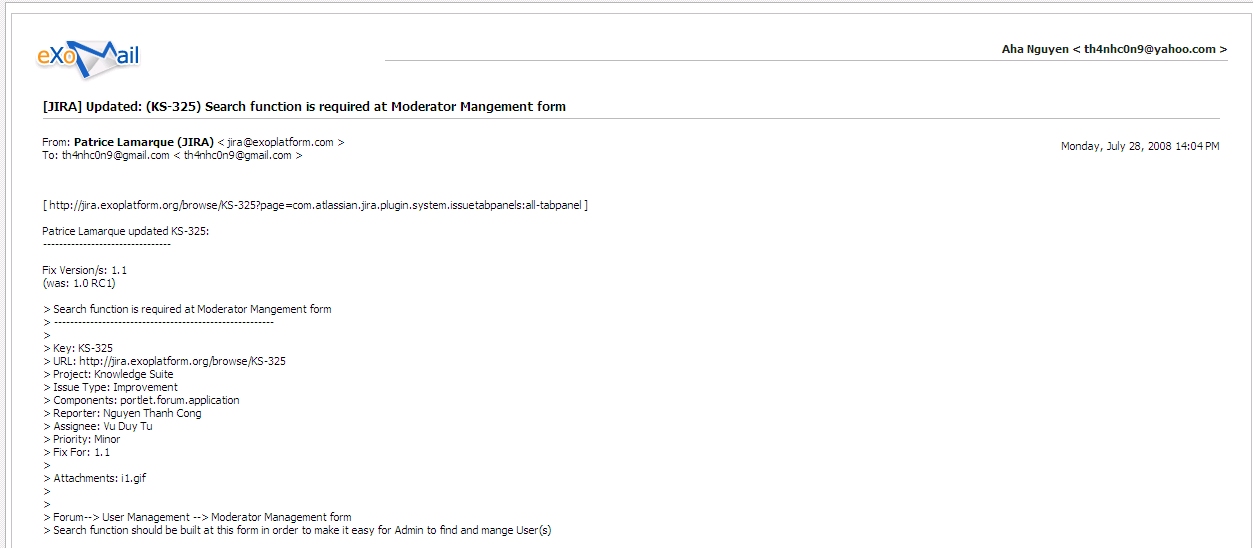 eXo Mail
Aha Nguyen < th4nhc0n9@yahoo.com >
[JIRA] Updated: (KS-325) Search function is required at Moderator Mangement form
From: Patrice Lamarque (JIRA) < jira@exoplatform.com >
Monday, July 28, 2008 14:04 PM
To: th4nhc0n9@gmail.com < th4nhc0n9@gmail.com >
[ http://jira.exoplatform.org/browse/KS-325?page=com.atlassian.jira.plugin.system.issuetabpanels:all-tabpanel ]
Patrice Lamarque updated KS-325:
--------------------------------
Fix Version/s: 1.1
(was: 1.0 RC1)
> Search function is required at Moderator Mangement form
> -------------------------------------------------------
>
> Key: KS-325
> URL: http://jira.exoplatform.org/browse/KS-325
> Project: Knowledge Suite
> Issue Type: Improvement
> Components: portlet.forum.application
> Reporter: Nguyen Thanh Cong
> Assignee: Vu Duy Tu
> Priority: Minor
> Fix For: 1.1
>
> Attachments: i1.gif
>
>
> Forum--> User Management --> Moderator Management form
> Search function should be built at this form in order to make it easy for Admin to find and mange User(s)